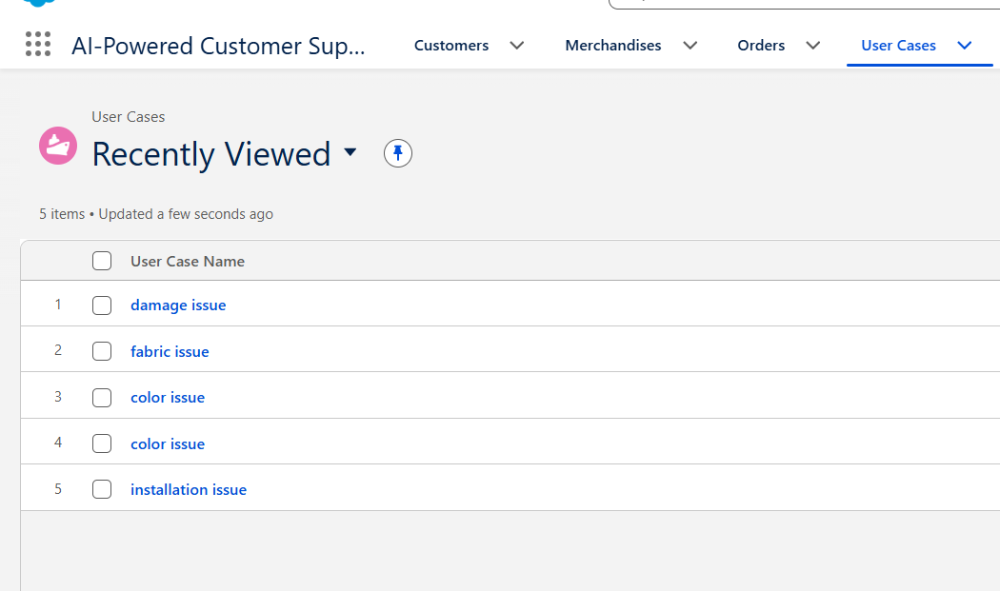 AI-Powered Customer Sup... Customers Merchandises Orders User Cases
User Cases
Recently Viewed
5 items • Updated a few seconds ago
User Case Name
1 damage issue
2 fabric issue
3 color issue
4 color issue
5 installation issue